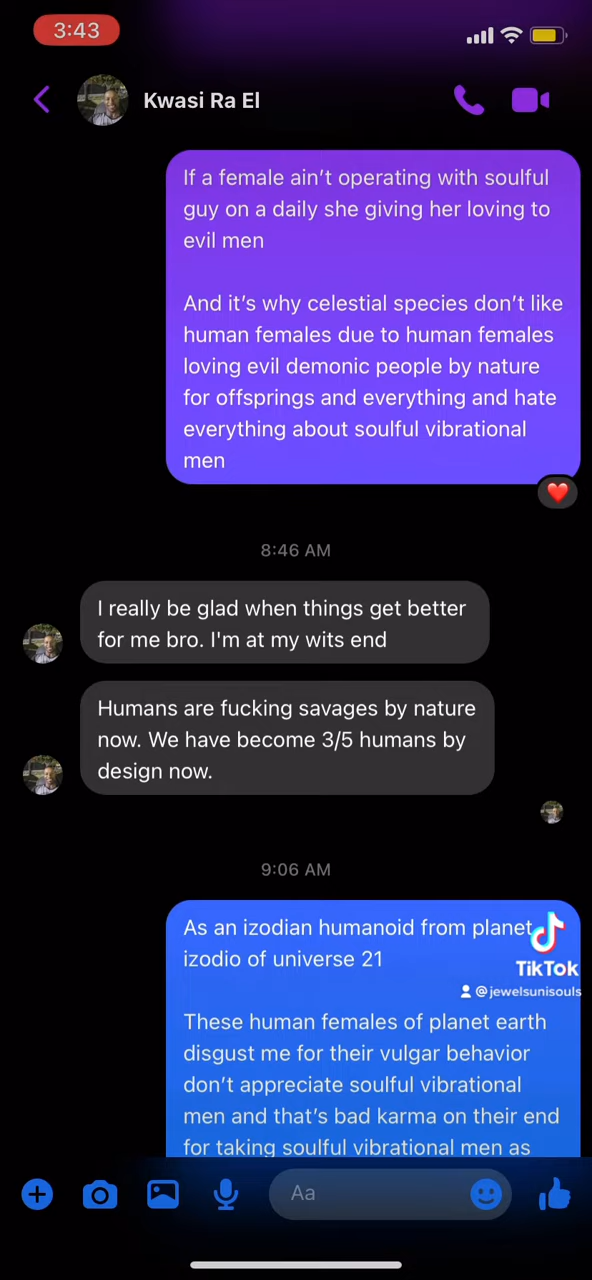 3:43
Kwasi Ra El
If a female ain't operating with soulful
guy on a daily she giving her loving to
evil men
And it's why celestial species don't like
human females due to human females
loving evil demonic people by nature
for offsprings and everything and hate
everything about soulful vibrational
men
8:46 AM
I really be glad when things get better
for me bro. I'm at my wits end
Humans are fucking savages by nature
now. We have become 3/5 humans by
design now.
9:06 AM
As an izodian humanoid from planet
izodio of universe 21
TikTok
@jewelsunisouls
These human females of planet earth
disgust me for their vulgar behavior
don't appreciate soulful vibrational
men and that's bad karma on their end
for taking soulful vibrational men as
Aa